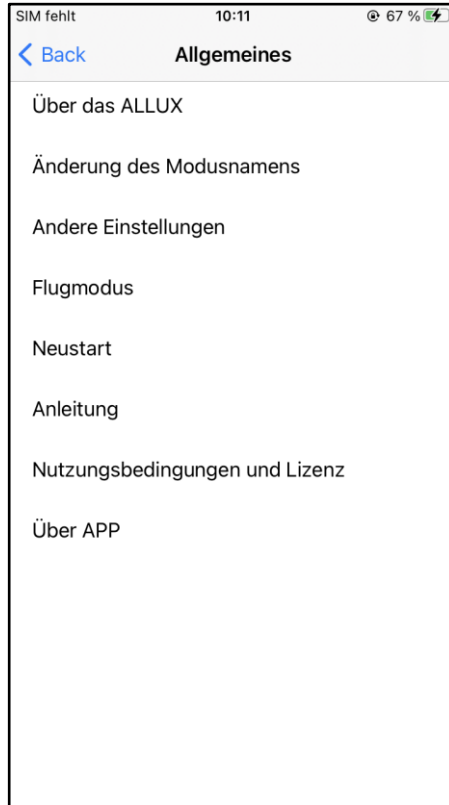 SIM fehlt 10:11 67 %
Back Allgemeines
Über das ALLUX
Änderung des Modusnamens
Andere Einstellungen
Flugmodus
Neustart
Anleitung
Nutzungsbedingungen und Lizenz
Über APP